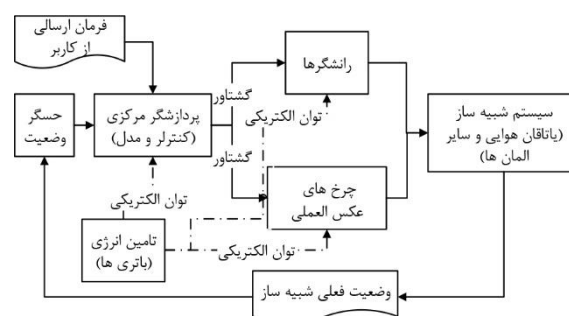 فرمان ارسالی
از کاربر
رانشگرها
حسگر
وضعیت
پردازشگر مرکزی
(کنترلر و مدل)
گشتاور
توان الکتریکی
گشتاور
سیستم شبیه ساز
(یاتاقان هوایی و سایر
المان ها)
چرخ های
عکس العملی
توان الکتریکی
تامین انرژی
(باتری ها)
توان الکتریکی
وضعیت فعلی شبیه ساز